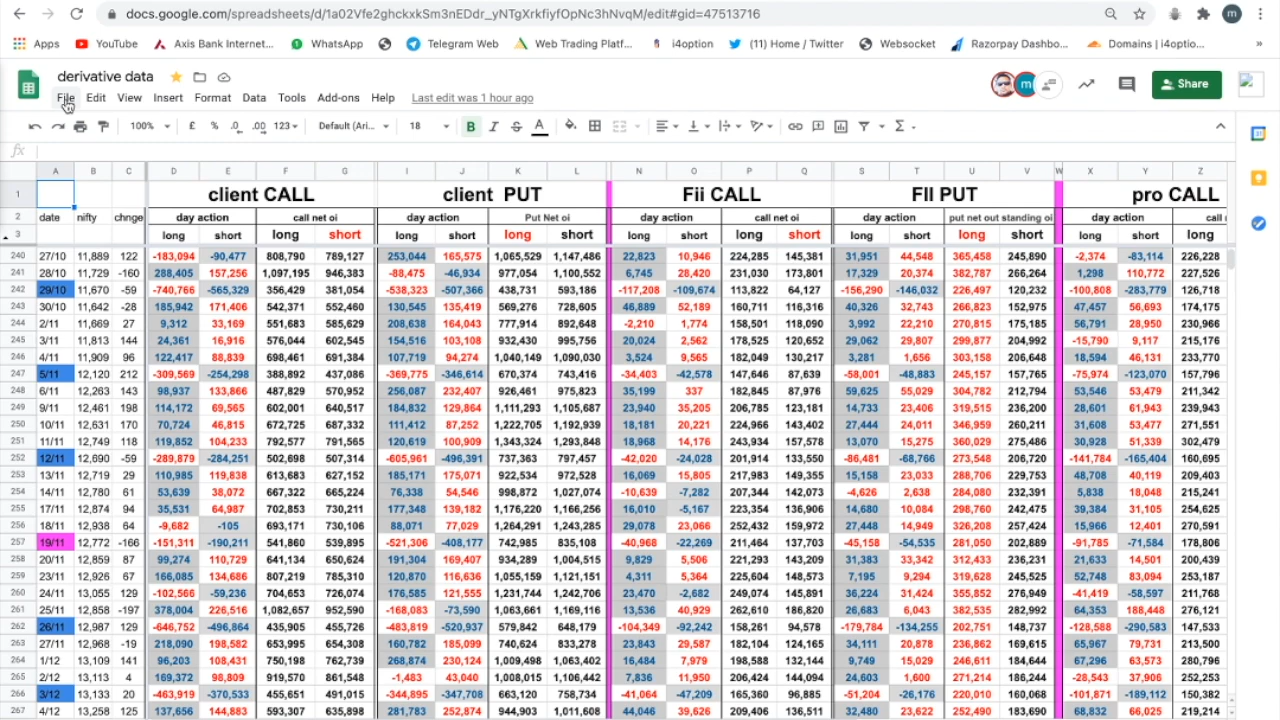 docs.google.com/spreadsheets/d/1a02Vfe2ghckxkSm3nEDdr_yNTgXrkfiyfOpNc3hNvqM/edit#gid=47513716
m
Apps YouTube Axis Bank Internet... WhatsApp Telegram Web Web Trading Plat... i4option (11) Home / Twitter Websocket Razorpay Dashbo... Domains | i4optio... »
derivative data
File Edit View Insert Format Data Tools Add-ons Help Last edit was 1 hour ago
m Share
100% £ % .0 .00 123 Default (Ari... 18 B I S A Σ
fx
A B C D E F G I J K L N O P Q S T U V W X Y Z
1 client CALL client PUT Fii CALL FII PUT pro CALL
2 date nifty chnge day action call net oi day action Put Net oi day action call net oi day action put net out standing oi day action call
3 long short long short long short long short long short long short long short long short long short long
240 27/10 11,889 122 -183,094 -90,477 808,790 789,127 253,044 165,575 1,065,529 1,147,486 22,823 10,946 224,285 145,381 31,951 44,548 365,458 245,890 -2,374 -83,114 226,228
241 28/10 11,729 -160 288,405 157,256 1,097,195 946,383 -88,475 -46,934 977,054 1,100,552 6,745 28,420 231,030 173,801 17,329 20,374 382,787 266,264 1,298 110,772 227,526
242 29/10 11,670 -59 -740,766 -565,329 356,429 381,054 -538,323 -507,366 438,731 593,186 -117,208 -109,674 113,822 64,127 -156,290 -146,032 226,497 120,232 -100,808 -283,779 126,718
243 30/10 11,642 -28 185,942 171,406 542,371 552,460 130,545 135,419 569,276 728,605 46,889 52,189 160,711 116,316 40,326 32,743 266,823 152,975 47,457 56,693 174,175
244 2/11 11,669 27 9,312 33,169 551,683 585,629 208,638 164,043 777,914 892,648 -2,210 1,774 158,501 118,090 3,992 22,210 270,815 175,185 56,791 28,950 230,966
245 3/11 11,813 144 24,361 16,916 576,044 602,545 154,516 103,108 932,430 995,756 20,024 2,562 178,525 120,652 29,062 29,807 299,877 204,992 -15,790 9,117 215,176
246 4/11 11,909 96 122,417 88,839 698,461 691,384 107,719 94,274 1,040,149 1,090,030 3,524 9,565 182,049 130,217 3,281 1,656 303,158 206,648 18,594 46,131 233,770
247 5/11 12,120 212 -309,569 -254,298 388,892 437,086 -369,775 -346,614 670,374 743,416 -34,403 -42,578 147,646 87,639 -58,001 -48,883 245,157 157,765 -75,974 -123,070 157,796
248 6/11 12,263 143 98,937 133,866 487,829 570,952 256,087 232,407 926,461 975,823 35,199 337 182,845 87,976 59,625 55,029 304,782 212,794 53,546 53,479 211,342
249 9/11 12,461 198 114,172 69,565 602,001 640,517 184,832 129,864 1,111,293 1,105,687 23,940 35,205 206,785 123,181 14,733 23,406 319,515 236,200 28,601 61,943 239,943
250 10/11 12,631 170 70,724 46,815 672,725 687,332 111,412 87,252 1,222,705 1,192,939 18,181 20,221 224,966 143,402 27,444 24,011 346,959 260,211 31,608 53,477 271,551
251 11/11 12,749 118 119,852 104,233 792,577 791,565 120,619 100,909 1,343,324 1,293,848 18,968 14,176 243,934 157,578 13,070 15,275 360,029 275,486 30,928 51,339 302,479
252 12/11 12,690 -59 -289,879 -284,251 502,698 507,314 -605,961 -496,391 737,363 797,457 -42,020 -24,028 201,914 133,550 -86,481 -68,766 273,548 206,720 -141,784 -165,404 160,695
253 13/11 12,719 29 110,985 119,838 613,683 627,152 185,171 175,071 922,534 972,528 16,069 15,805 217,983 149,355 15,158 23,033 288,706 229,753 48,708 40,119 209,403
254 14/11 12,780 61 53,639 38,072 667,322 665,224 76,338 54,546 998,872 1,027,074 -10,639 -7,282 207,344 142,073 -4,626 2,638 284,080 232,391 5,838 18,048 215,241
255 17/11 12,874 94 35,531 64,987 702,853 730,211 177,348 139,182 1,176,220 1,166,256 16,010 -5,167 223,354 136,906 14,680 10,084 298,760 242,475 39,384 31,105 254,625
256 18/11 12,938 64 -9,682 -105 693,171 730,106 88,071 77,029 1,264,291 1,243,285 29,078 23,066 252,432 159,972 27,448 14,949 326,208 257,424 15,966 12,401 270,591
257 19/11 12,772 -166 -151,311 -190,211 541,860 539,895 -521,306 -408,177 742,985 835,108 -40,968 -22,269 211,464 137,703 -45,158 -54,535 281,050 202,889 -91,785 -71,584 178,806
258 20/11 12,859 87 99,274 110,729 641,134 650,624 191,304 169,407 934,289 1,004,515 9,829 5,506 221,293 143,209 31,383 33,342 312,433 236,231 21,633 14,501 200,439
259 23/11 12,926 67 166,085 134,686 807,219 785,310 120,870 116,636 1,055,159 1,121,151 4,311 5,364 225,604 148,573 7,195 9,294 319,628 245,525 52,748 83,094 253,187
260 24/11 13,055 129 -102,566 -59,236 704,653 726,074 176,585 121,555 1,231,744 1,242,706 23,470 -2,682 249,074 145,891 36,224 31,424 355,852 276,949 -41,419 -58,597 211,768
261 25/11 12,858 -197 378,004 226,516 1,082,657 952,590 -168,083 -73,590 1,063,661 1,169,116 13,536 40,929 262,610 186,820 26,683 6,043 382,535 282,992 64,353 188,448 276,121
262 26/11 12,987 129 -646,752 -496,864 435,905 455,726 -483,819 -520,937 579,842 648,179 -104,349 -92,242 158,261 94,578 -179,784 -134,255 202,751 148,737 -128,588 -290,583 147,533
263 27/11 12,968 -19 218,090 198,582 653,995 654,308 160,782 185,099 740,624 833,278 23,843 29,587 182,104 124,165 34,111 20,878 236,862 169,615 65,967 79,731 213,500
264 1/12 13,109 141 96,203 108,431 750,198 762,739 268,874 230,124 1,009,498 1,063,402 16,484 7,979 198,588 132,144 9,749 15,029 246,611 184,644 67,296 63,573 280,796
265 2/12 13,113 4 169,372 98,809 919,570 861,548 -1,483 43,040 1,008,015 1,106,442 7,836 11,950 206,424 144,094 24,603 1,600 271,214 186,244 -28,543 37,906 252,253
266 3/12 13,133 20 -463,919 -370,533 455,651 491,015 -344,895 -347,708 663,120 758,734 -41,064 -47,209 165,360 96,885 -51,204 -26,176 220,010 160,068 -101,871 -189,112 150,382
267 4/12 13,258 125 137,656 144,883 593,307 635,898 281,783 252,874 944,903 1,011,608 44,046 39,626 209,406 136,511 32,480 23,622 252,490 183,690 68,832 66,025 219,214